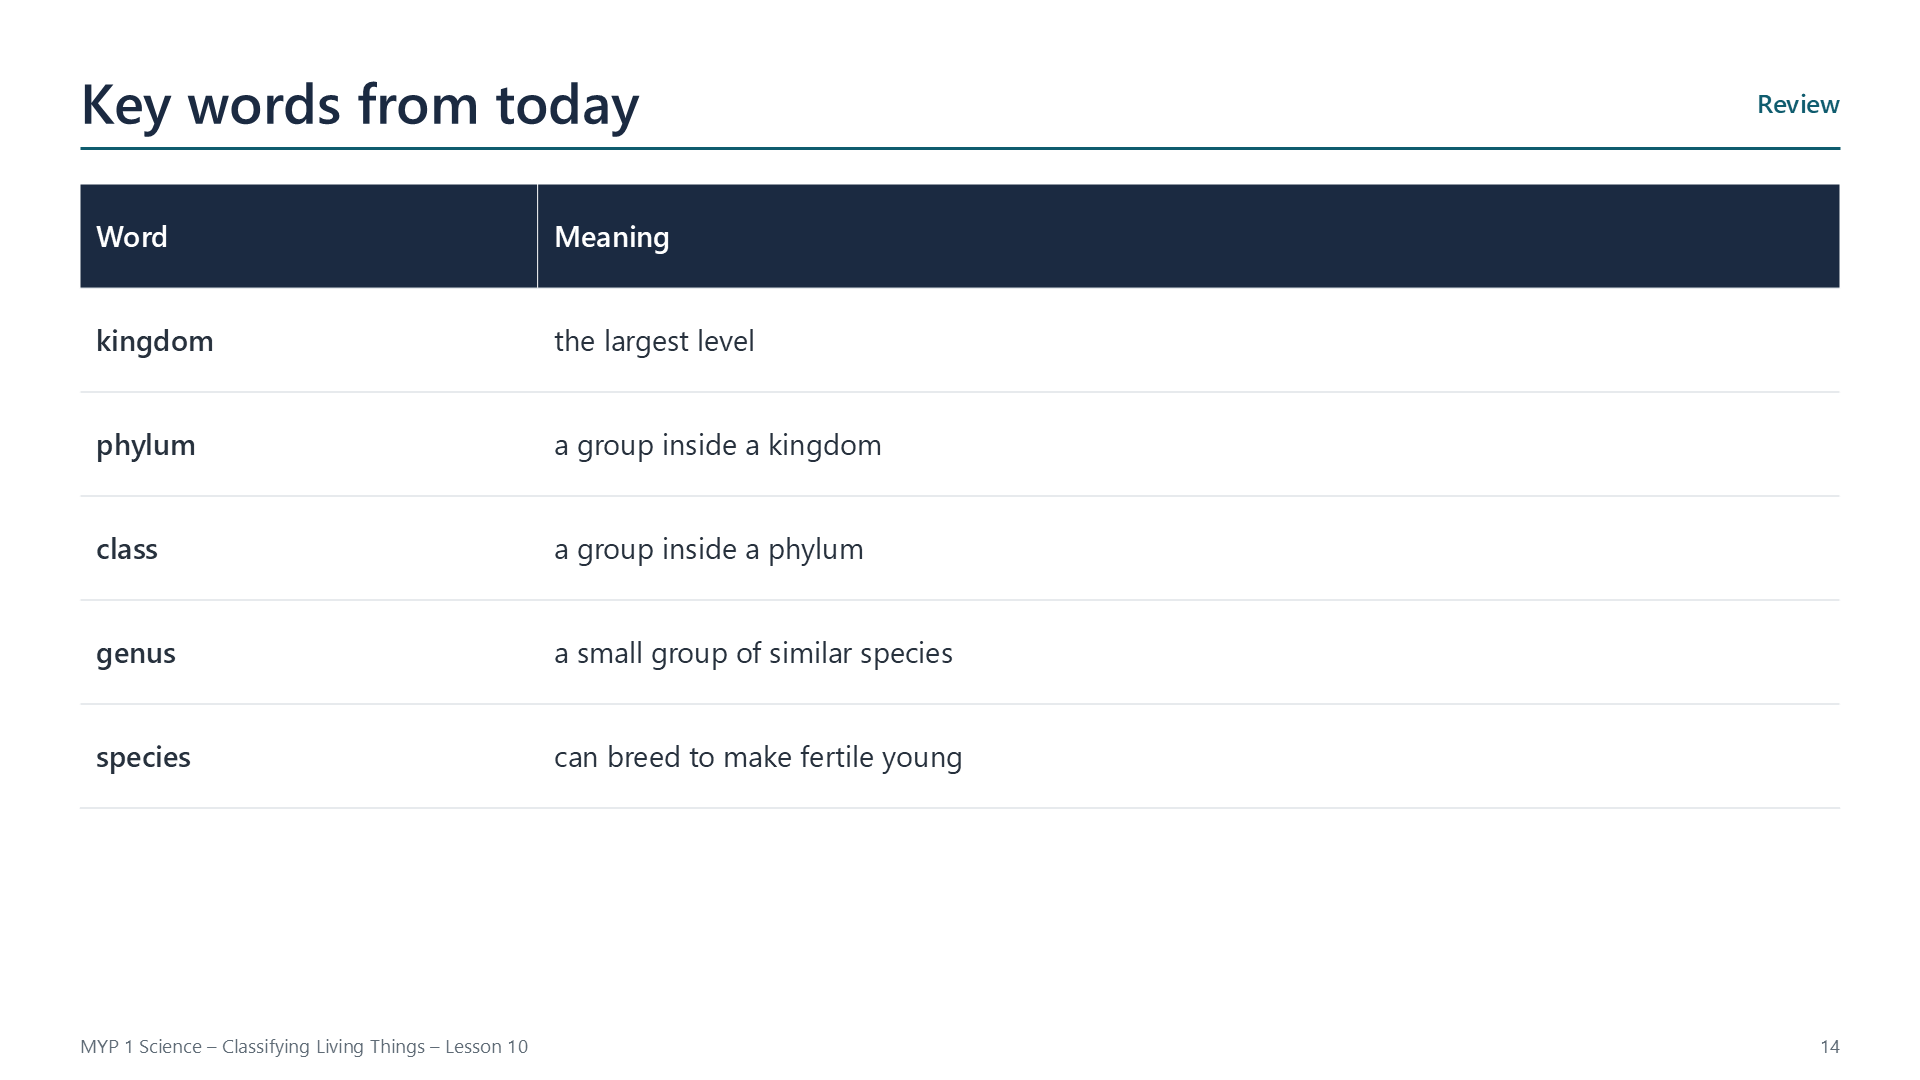 Key words from today
Review
Word Meaning
kingdom the largest level
phylum a group inside a kingdom
class a group inside a phylum
genus a small group of similar species
species can breed to make fertile young
MYP 1 Science – Classifying Living Things – Lesson 10
14